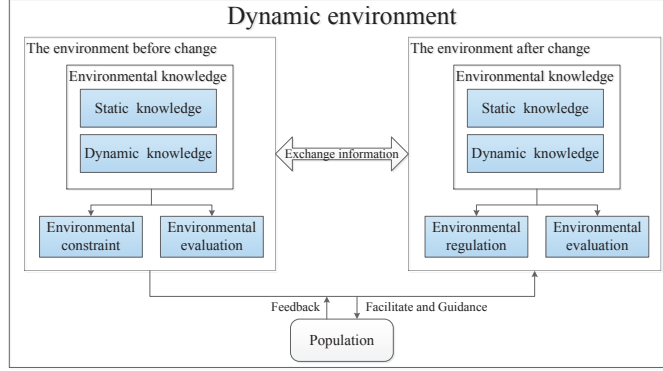 Dynamic environment
The environment before change
Environmental knowledge
Static knowledge
Dynamic knowledge
Environmental
constraint
Environmental
evaluation
Exchange information
The environment after change
Environmental knowledge
Static knowledge
Dynamic knowledge
Environmental
regulation
Environmental
evaluation
Feedback
Facilitate and Guidance
Population